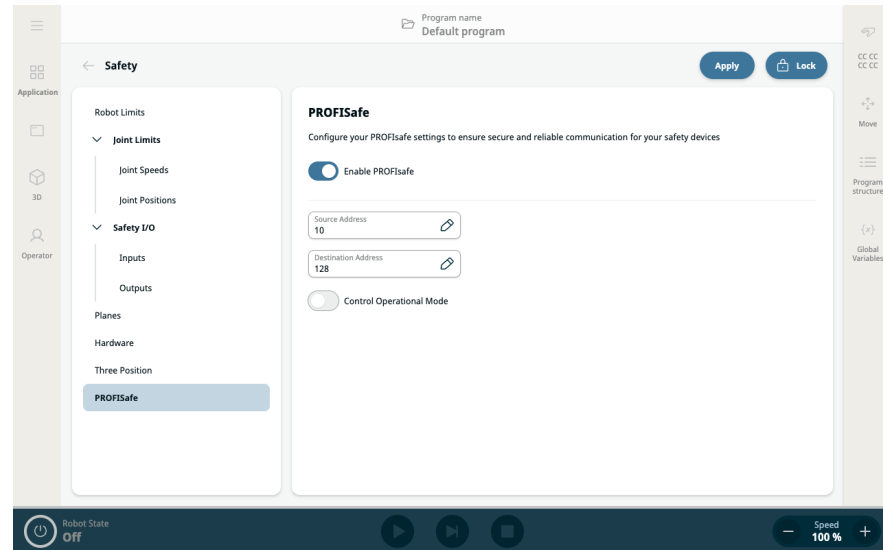 Program name
Default program
Application
3D
Operator
Safety
Apply
Lock
Robot Limits
Joint Limits
Joint Speeds
Joint Positions
Safety I/O
Inputs
Outputs
Planes
Hardware
Three Position
PROFISafe
PROFISafe
Configure your PROFIsafe settings to ensure secure and reliable communication for your safety devices
Enable PROFIsafe
Source Address
10
Destination Address
128
Control Operational Mode
CC CC
CC CC
Move
Program
structure
{x}
Global
Variables
Robot State
Off
Speed
100 %